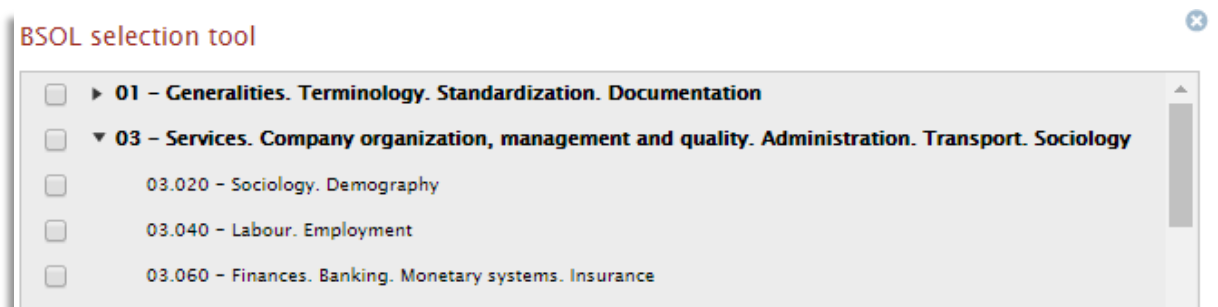 BSOL selection tool
01 – Generalities. Terminology. Standardization. Documentation
03 – Services. Company organization, management and quality. Administration. Transport. Sociology
03.020 – Sociology. Demography
03.040 – Labour. Employment
03.060 – Finances. Banking. Monetary systems. Insurance